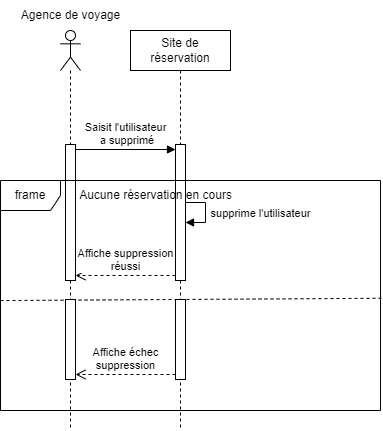 Agence de voyage
Site de
réservation
Saisit l'utilisateur
a supprimé
frame
Aucune réservation en cours
supprime l'utilisateur
Affiche suppression
réussi
Affiche échec
suppression